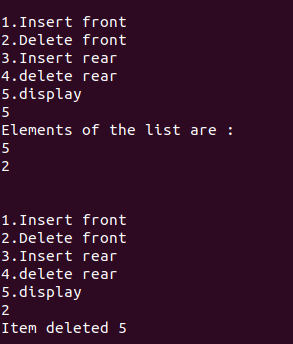 1.Insert front
2.Delete front
3.Insert rear
4.delete rear
5.display
5
Elements of the list are :
5
2
1.Insert front
2.Delete front
3.Insert rear
4.delete rear
5.display
2
Item deleted 5